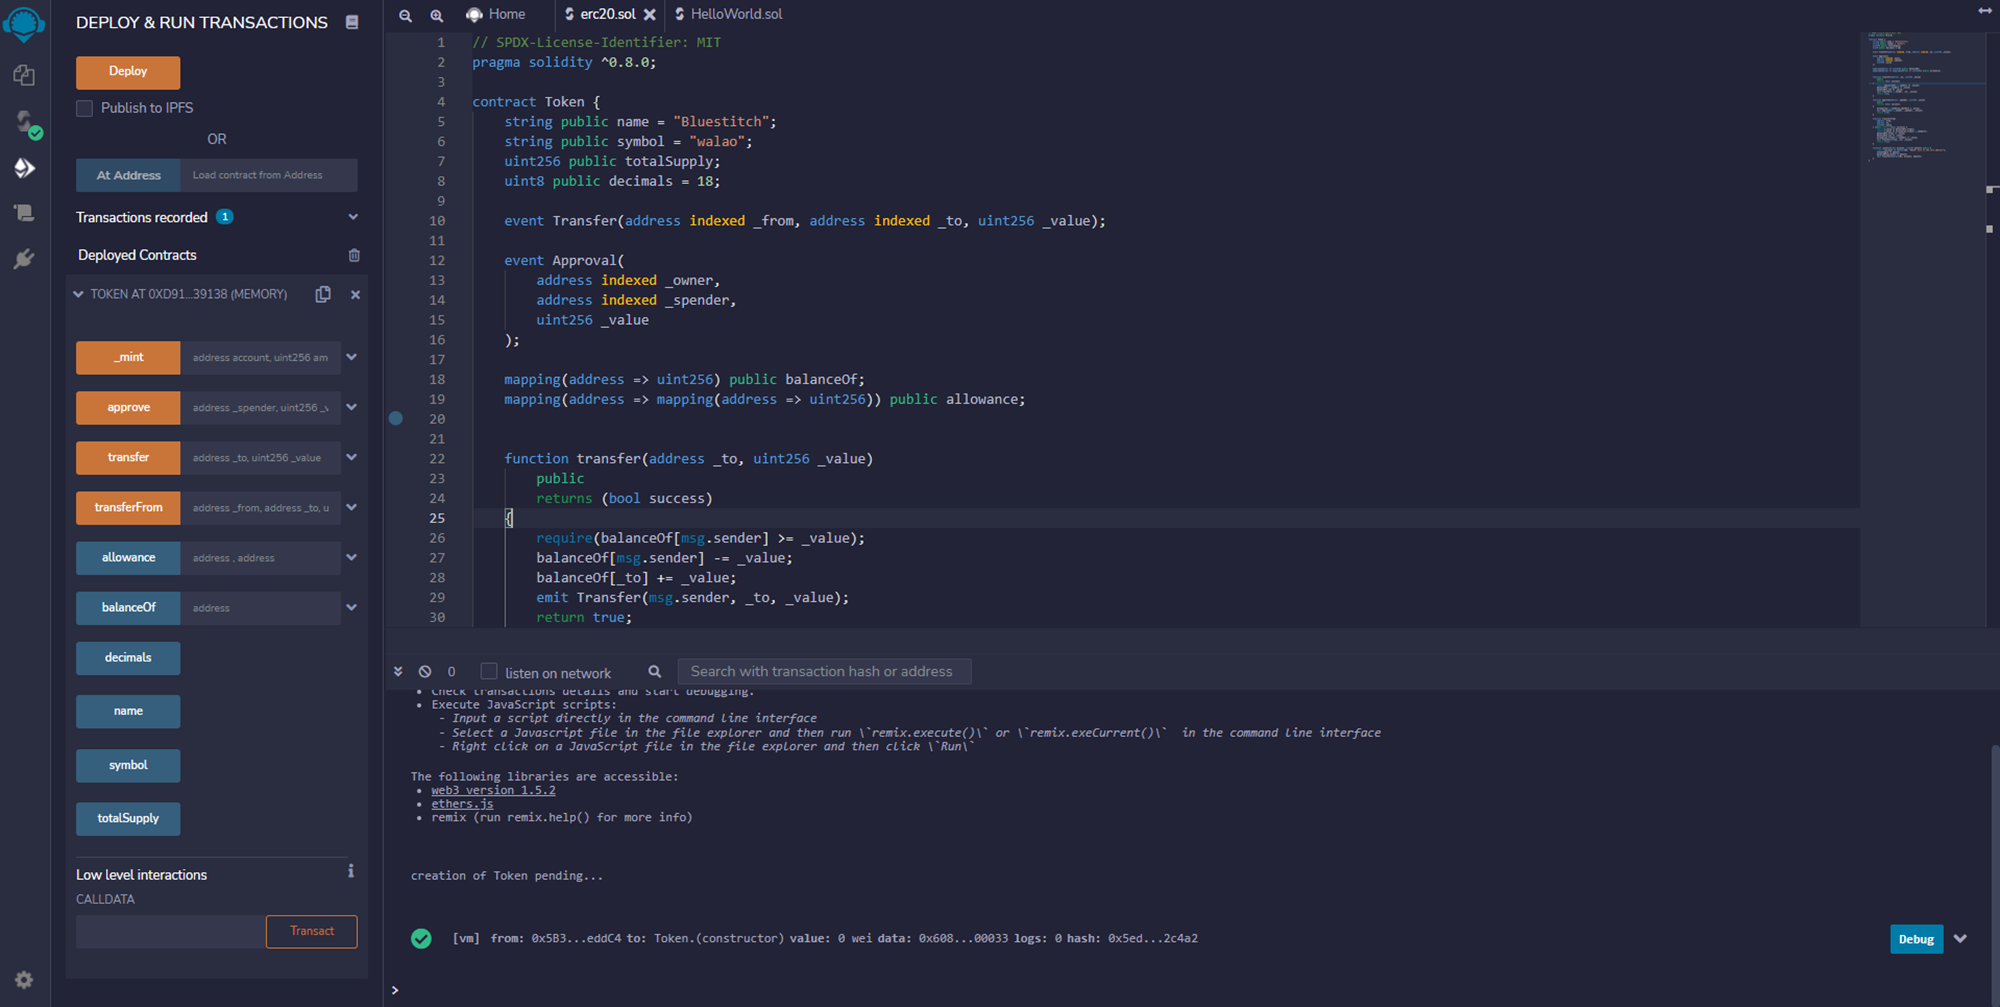 DEPLOY & RUN TRANSACTIONS
Deploy
Publish to IPFS
OR
At Address
Load contract from Address
Transactions recorded 1
Deployed Contracts
TOKEN AT 0XD91...39138 (MEMORY)
_mint
address account, uint256 am
approve
address _spender, uint256 _v
transfer
address _to, uint256 _value
transferFrom
address _from, address _to, u
allowance
address , address
balanceOf
address
decimals
name
symbol
totalSupply
Low level interactions
i
CALLDATA
Transact
Home
erc20.sol
HelloWorld.sol
1 // SPDX-License-Identifier: MIT
2 pragma solidity ^0.8.0;
3
4 contract Token {
5 string public name = "Bluestitch";
6 string public symbol = "walao";
7 uint256 public totalSupply;
8 uint8 public decimals = 18;
9
10 event Transfer(address indexed _from, address indexed _to, uint256 _value);
11
12 event Approval(
13 address indexed _owner,
14 address indexed _spender,
15 uint256 _value
16 );
17
18 mapping(address => uint256) public balanceOf;
19 mapping(address => mapping(address => uint256)) public allowance;
20
21
22 function transfer(address _to, uint256 _value)
23 public
24 returns (bool success)
25 {
26 require(balanceOf[msg.sender] >= _value);
27 balanceOf[msg.sender] -= _value;
28 balanceOf[_to] += _value;
29 emit Transfer(msg.sender, _to, _value);
30 return true;
0
listen on network
Search with transaction hash or address
• Check transactions details and start debugging.
• Execute JavaScript scripts:
- Input a script directly in the command line interface
- Select a Javascript file in the file explorer and then run \`remix.execute()\` or \`remix.exeCurrent()\` in the command line interface
- Right click on a JavaScript file in the file explorer and then click \`Run\`
The following libraries are accessible:
• web3 version 1.5.2
• ethers.js
• remix (run remix.help() for more info)
creation of Token pending...
[vm] from: 0x5B3...eddC4 to: Token.(constructor) value: 0 wei data: 0x608...00033 logs: 0 hash: 0x5ed...2c4a2
Debug
>